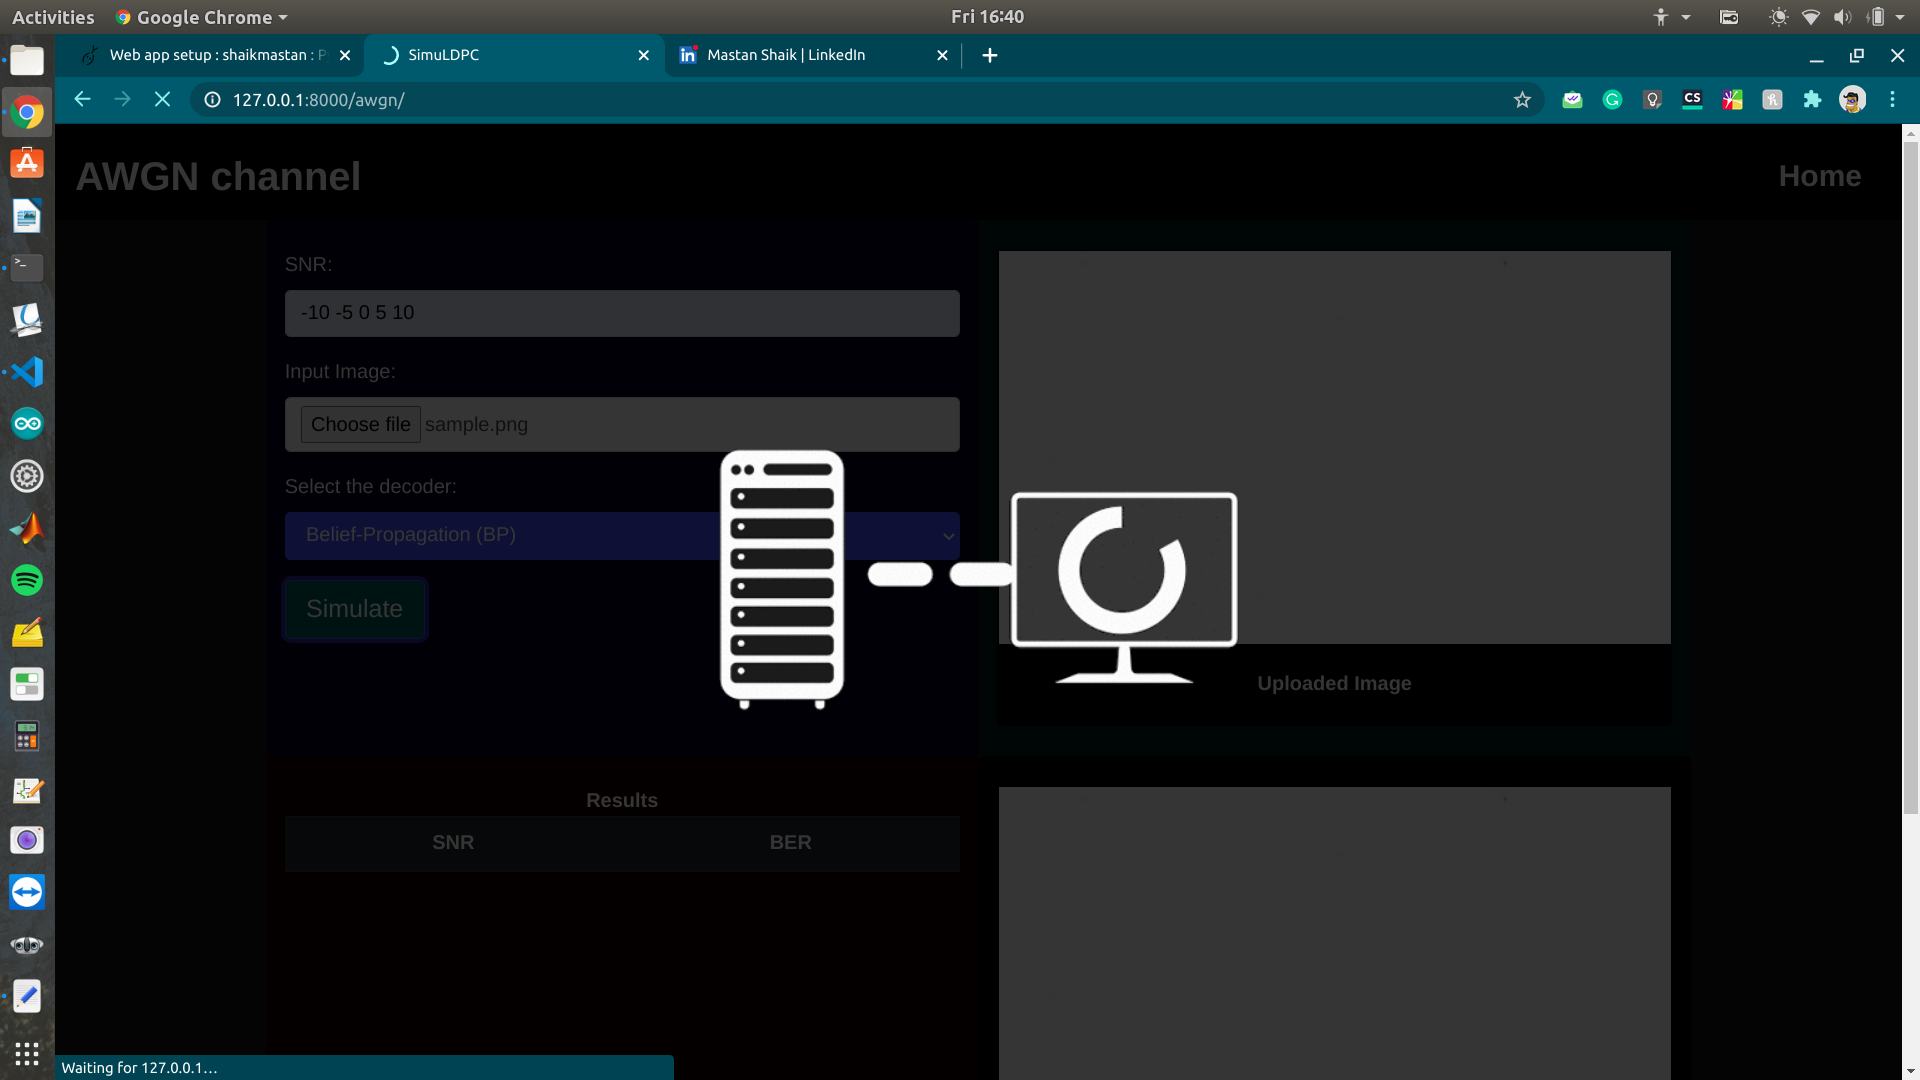 Activities
Google Chrome
Fri 16:40
Web app setup : shaikmastan : P
SimuLDPC
in
Mastan Shaik | LinkedIn
127.0.0.1:8000/awgn/
CS
AWGN channel
Home
SNR:
-10 -5 0 5 10
Input Image:
Choose file
sample.png
Select the decoder:
Belief-Propagation (BP)
Simulate
Uploaded Image
Results
SNR
BER
Waiting for 127.0.0.1…